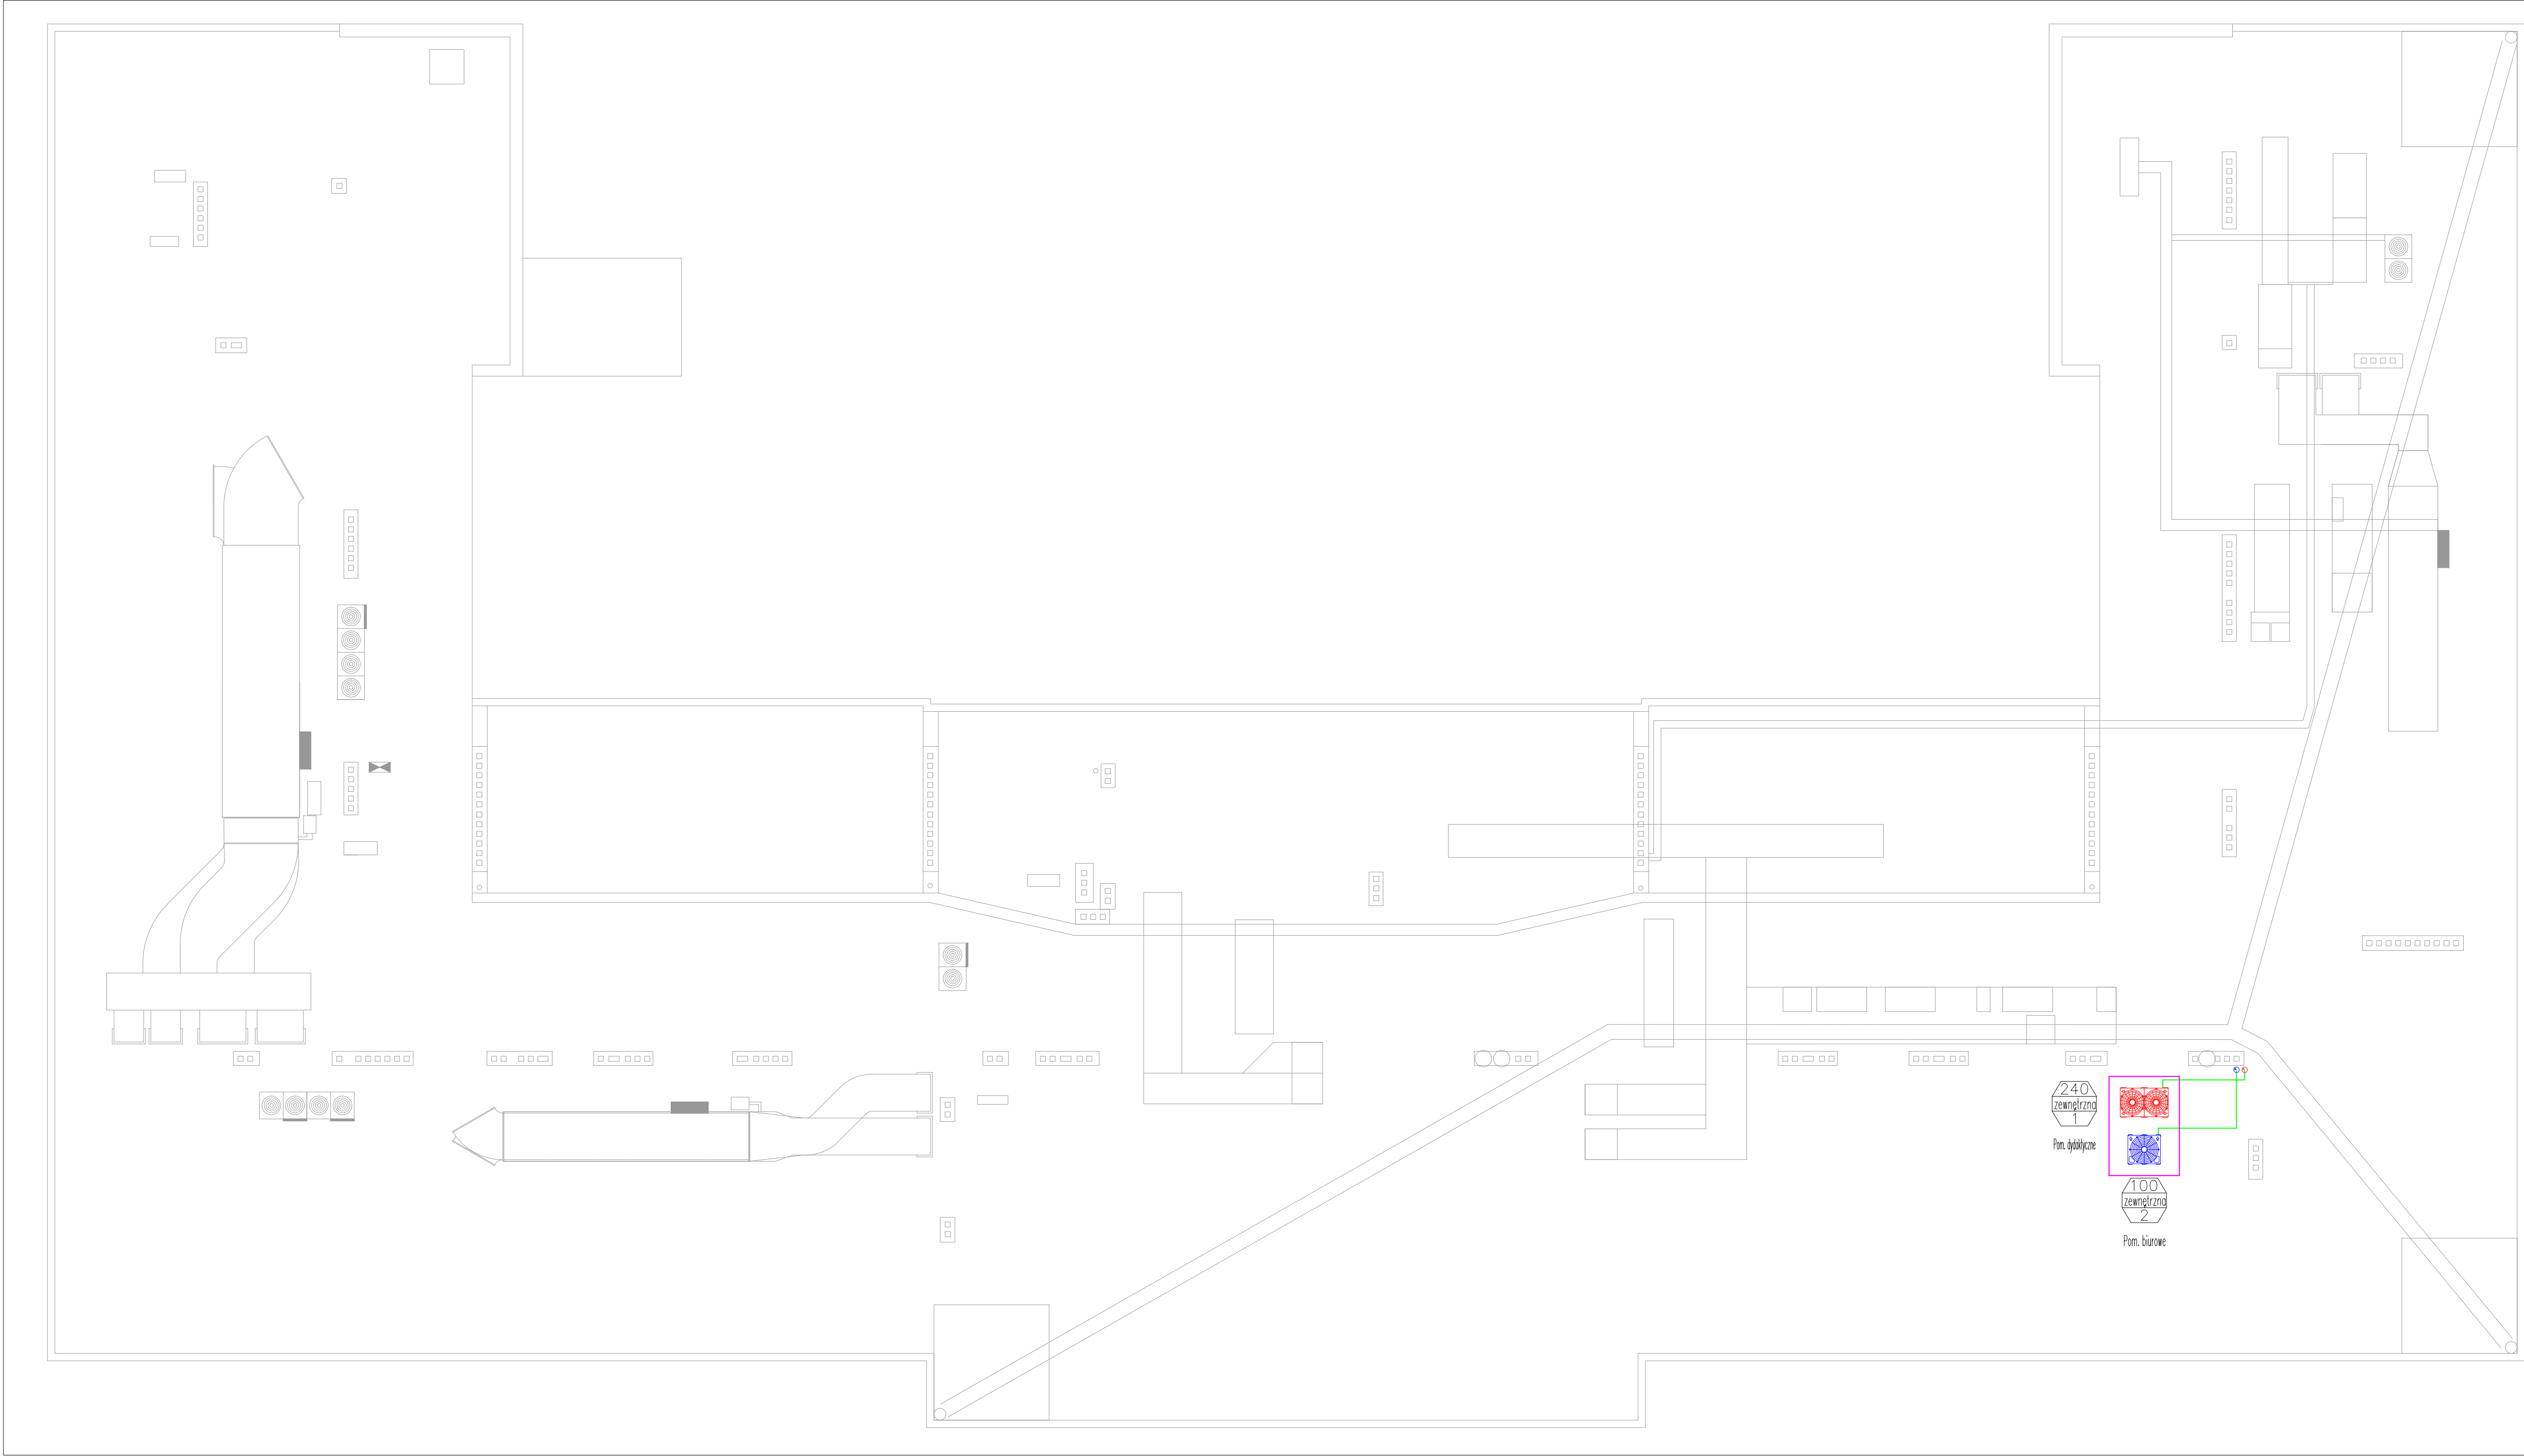 240
zewnętrzna
1
Pom. dydaktyczne
100
zewnętrzna
2
Pom. biurowe